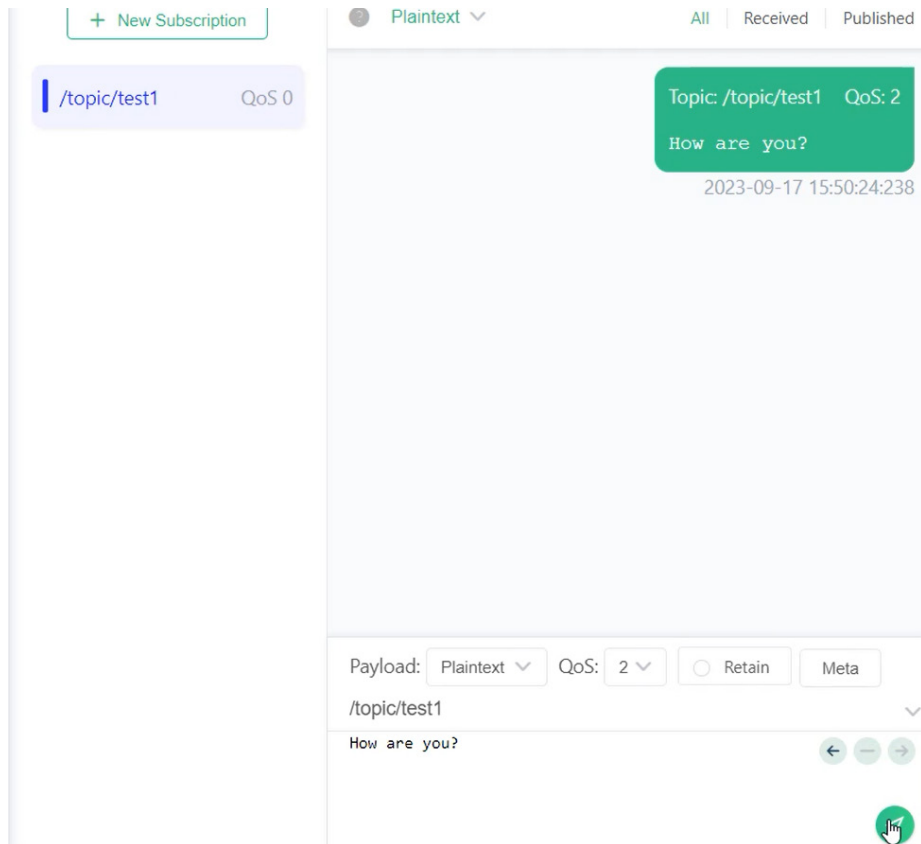 + New Subscription
Plaintext
All Received Published
/topic/test1 QoS 0
Topic: /topic/test1 QoS: 2
How are you?
2023-09-17 15:50:24:238
Payload: Plaintext QoS: 2 Retain Meta
/topic/test1
How are you?